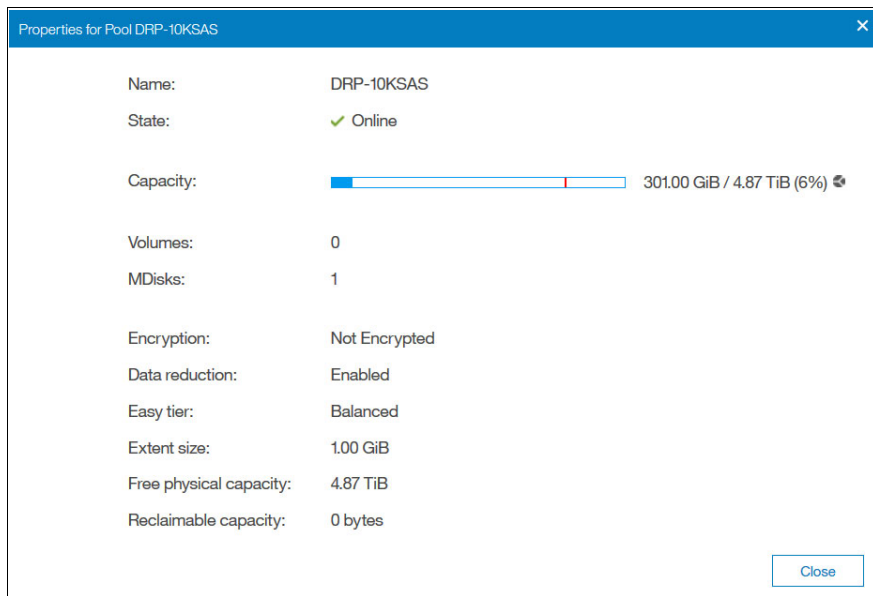 Properties for Pool DRP-10KSAS
Name: DRP-10KSAS
State: Online
Capacity: 301.00 GiB / 4.87 TiB (6%)
Volumes: 0
MDisks: 1
Encryption: Not Encrypted
Data reduction: Enabled
Easy tier: Balanced
Extent size: 1.00 GiB
Free physical capacity: 4.87 TiB
Reclaimable capacity: 0 bytes
Close